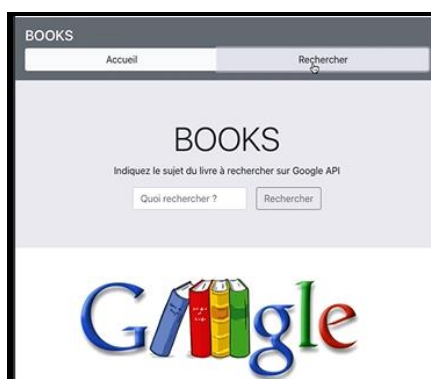 BOOKS
Accueil Rechercher
BOOKS
Indiquez le sujet du livre à rechercher sur Google API
Quoi rechercher ? Rechercher
Google